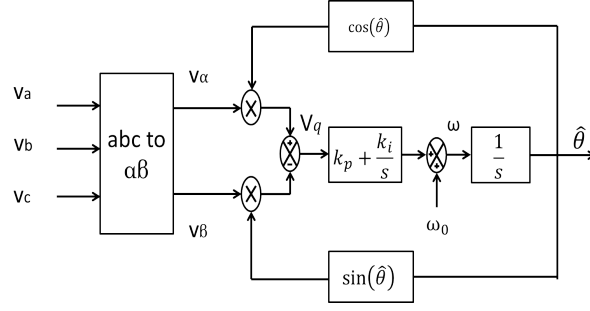 cos(θ̂)
vα
va
vb
vc
abc to
αβ
×
Vq
+
-
kp + ki/s
+
+
ω
1/s
θ̂
×
vβ
ω0
sin(θ̂)